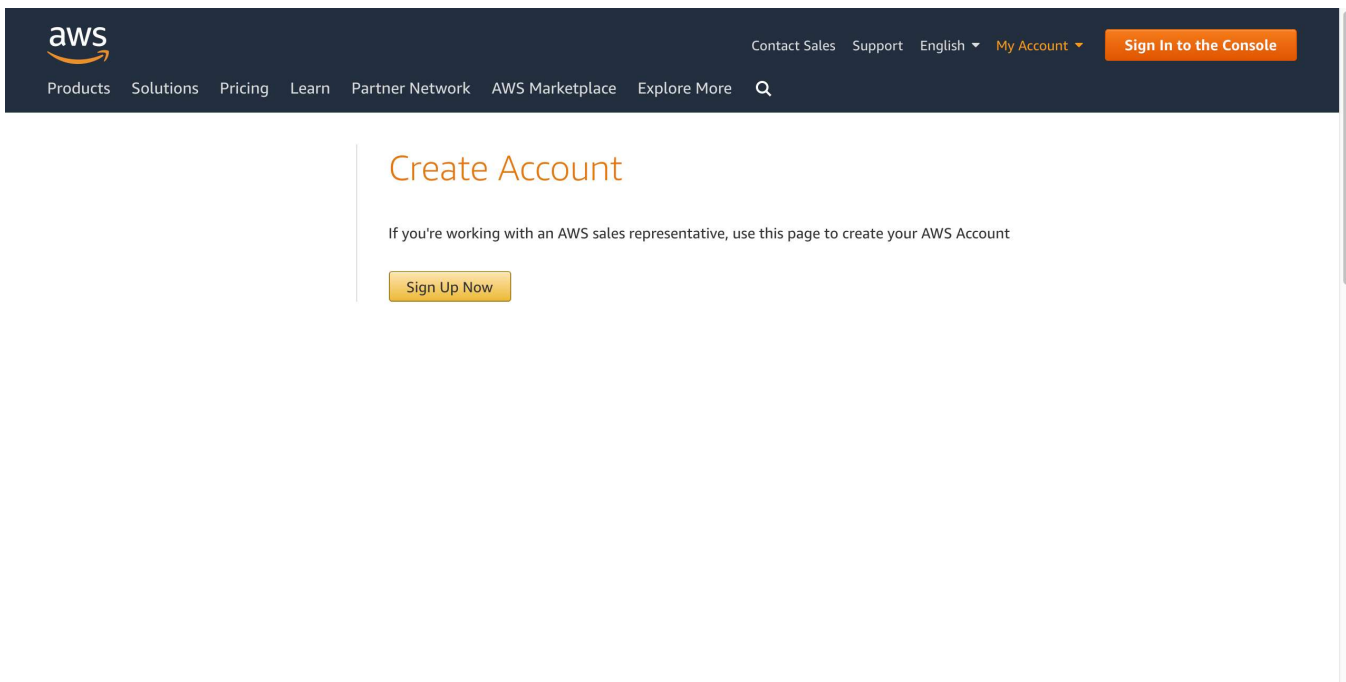 aws
Contact Sales Support English My Account Sign In to the Console
Products Solutions Pricing Learn Partner Network AWS Marketplace Explore More
Create Account
If you're working with an AWS sales representative, use this page to create your AWS Account
Sign Up Now